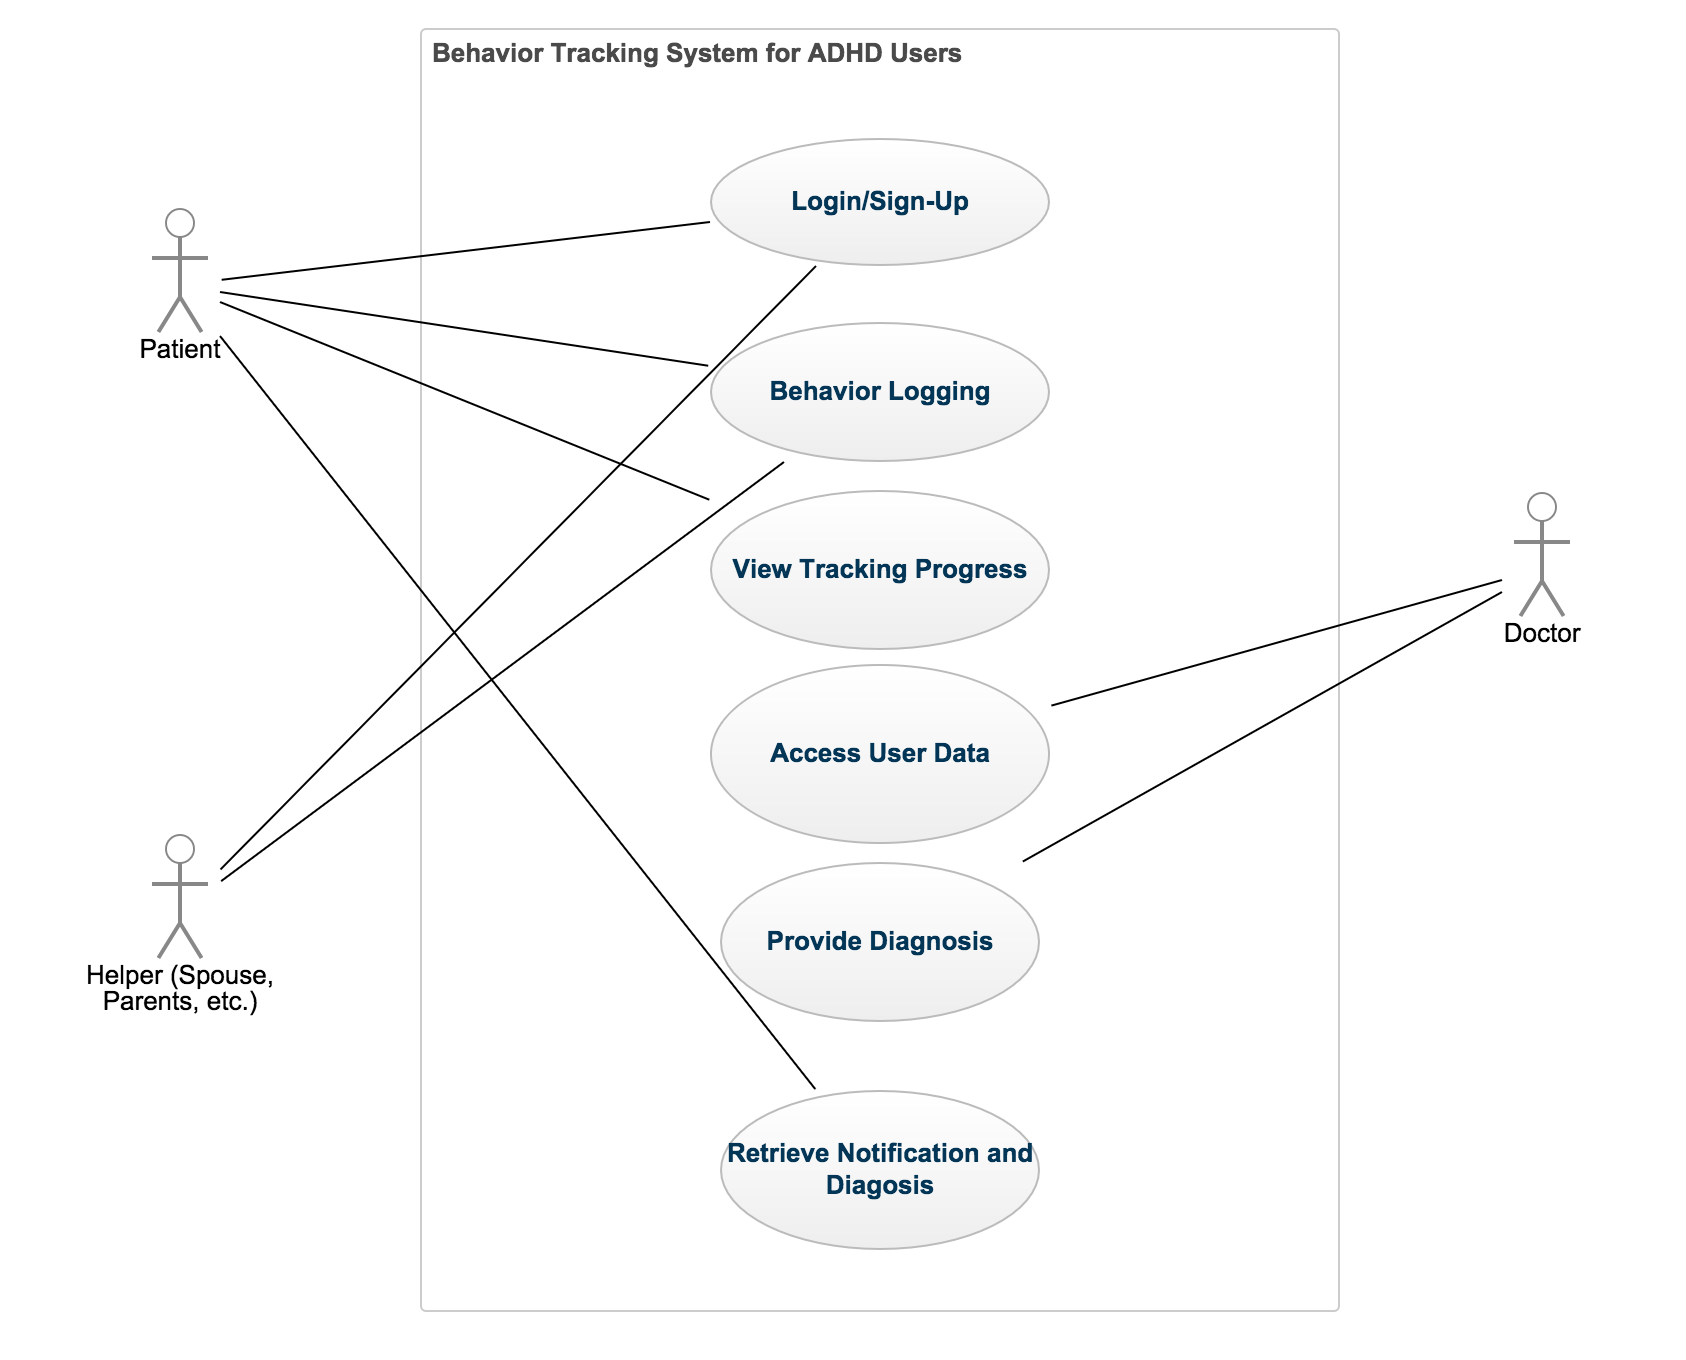 Behavior Tracking System for ADHD Users
Login/Sign-Up
Patient
Behavior Logging
View Tracking Progress
Doctor
Access User Data
Provide Diagnosis
Helper (Spouse,
Parents, etc.)
Retrieve Notification and
Diagosis